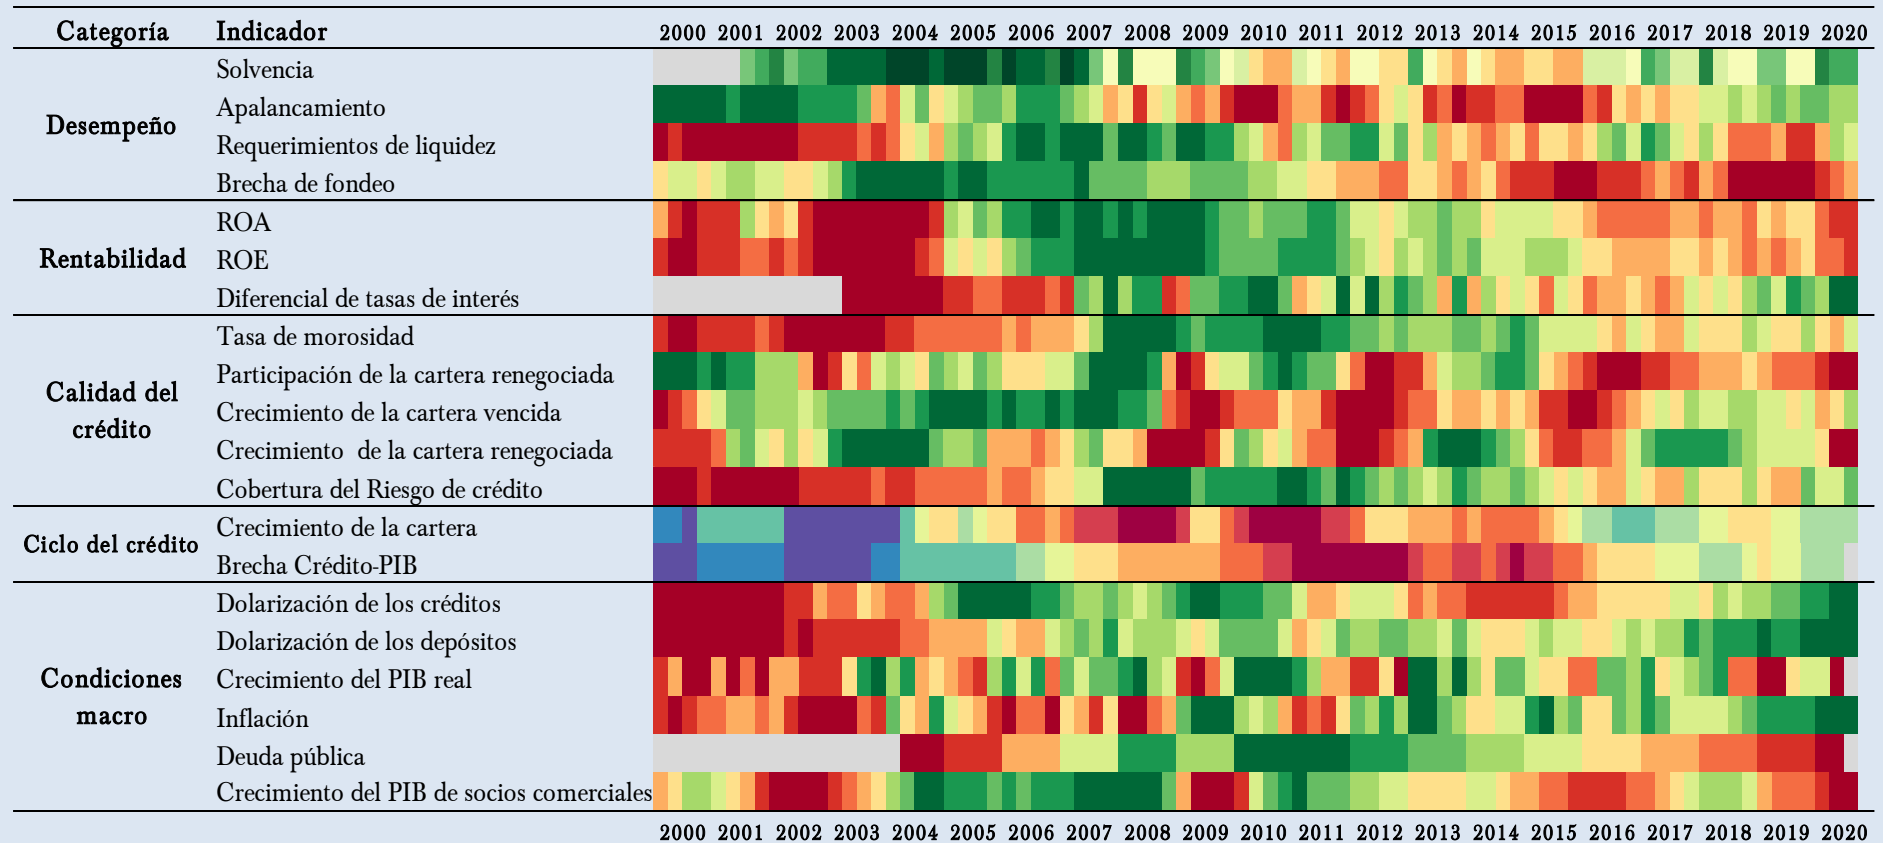 Categoría Indicador 2000 2001 2002 2003 2004 2005 2006 2007 2008 2009 2010 2011 2012 2013 2014 2015 2016 2017 2018 2019 2020
Desempeño
Solvencia
Apalancamiento
Requerimientos de liquidez
Brecha de fondeo
Rentabilidad
ROA
ROE
Diferencial de tasas de interés
Calidad del
crédito
Tasa de morosidad
Participación de la cartera renegociada
Crecimiento de la cartera vencida
Crecimiento de la cartera renegociada
Cobertura del Riesgo de crédito
Ciclo del crédito
Crecimiento de la cartera
Brecha Crédito-PIB
Condiciones
macro
Dolarización de los créditos
Dolarización de los depósitos
Crecimiento del PIB real
Inflación
Deuda pública
Crecimiento del PIB de socios comerciales
2000 2001 2002 2003 2004 2005 2006 2007 2008 2009 2010 2011 2012 2013 2014 2015 2016 2017 2018 2019 2020